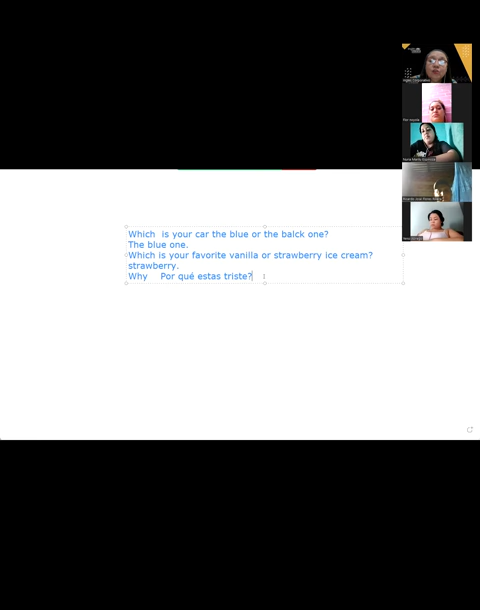 Which  is your car the blue or the balck one?
The blue one.
Which is your favorite vanilla or strawberry ice cream?
strawberry.
Why    Por qué estas triste?